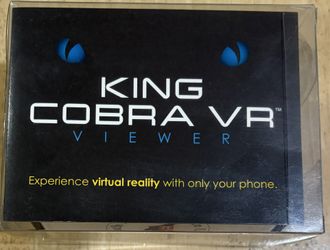 KING
COBRA VR™
VIEWER
Experience virtual reality with only your phone.